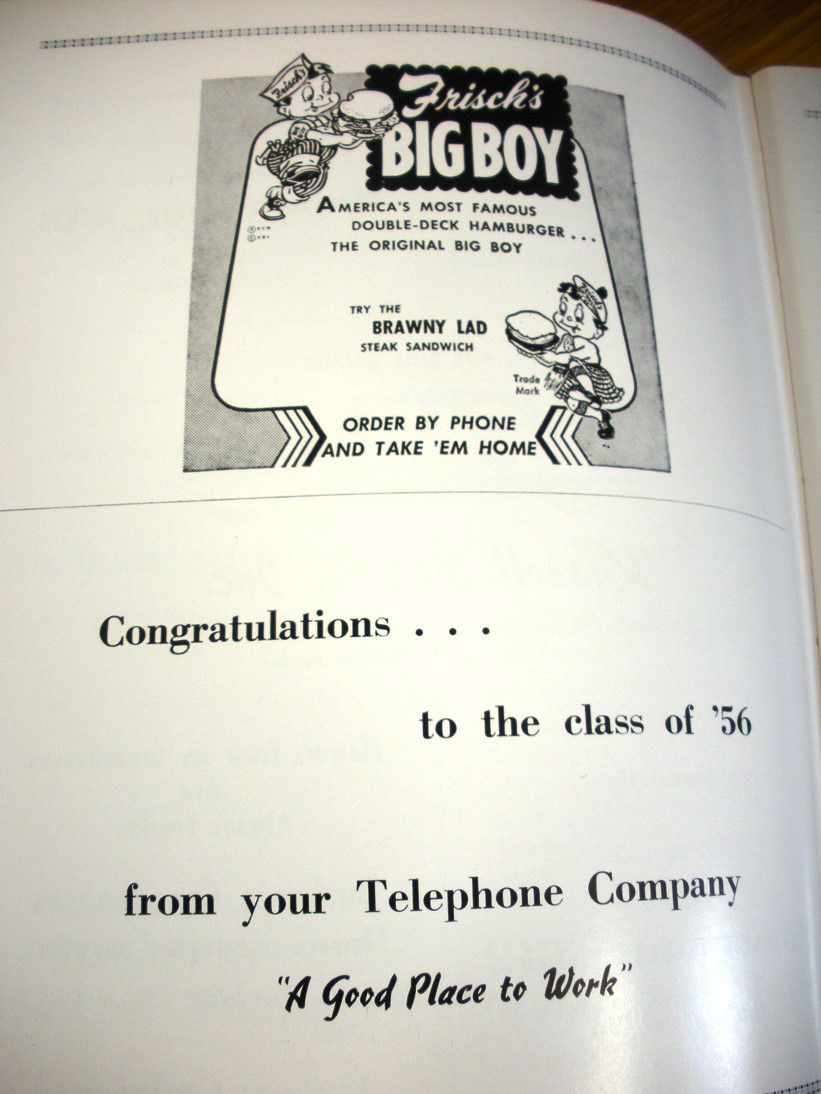 Frisch's
Frisch's
BIG BOY
AMERICA'S MOST FAMOUS
DOUBLE-DECK HAMBURGER ...
THE ORIGINAL BIG BOY
TRY THE
BRAWNY LAD
STEAK SANDWICH
Frisch's
Trade
Mark
ORDER BY PHONE
AND TAKE 'EM HOME
Congratulations . . .
to the class of '56
from your Telephone Company
"A Good Place to Work"